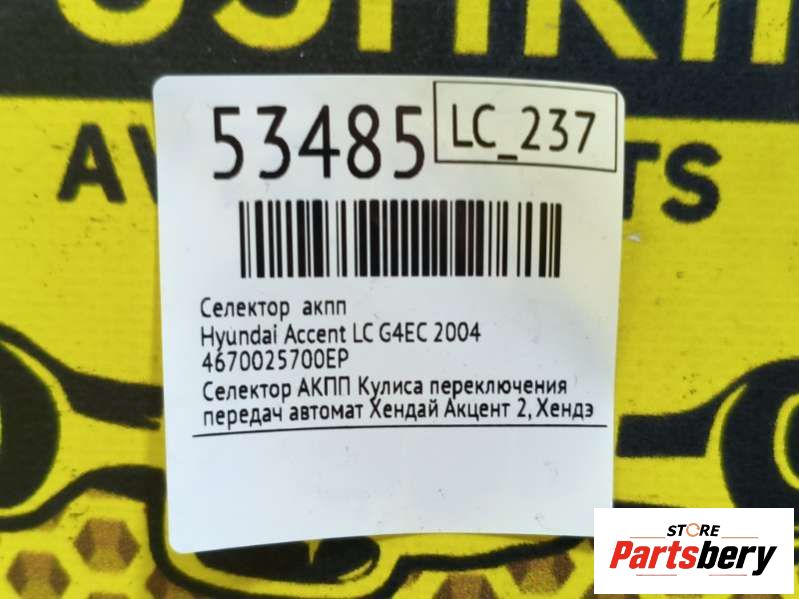 53485
LC_237
Селектор акпп
Hyundai Accent LC G4EC 2004
4670025700EP
Селектор АКПП Кулиса переключения
передач автомат Хендай Акцент 2, Хендэ
STORE
Partsbery